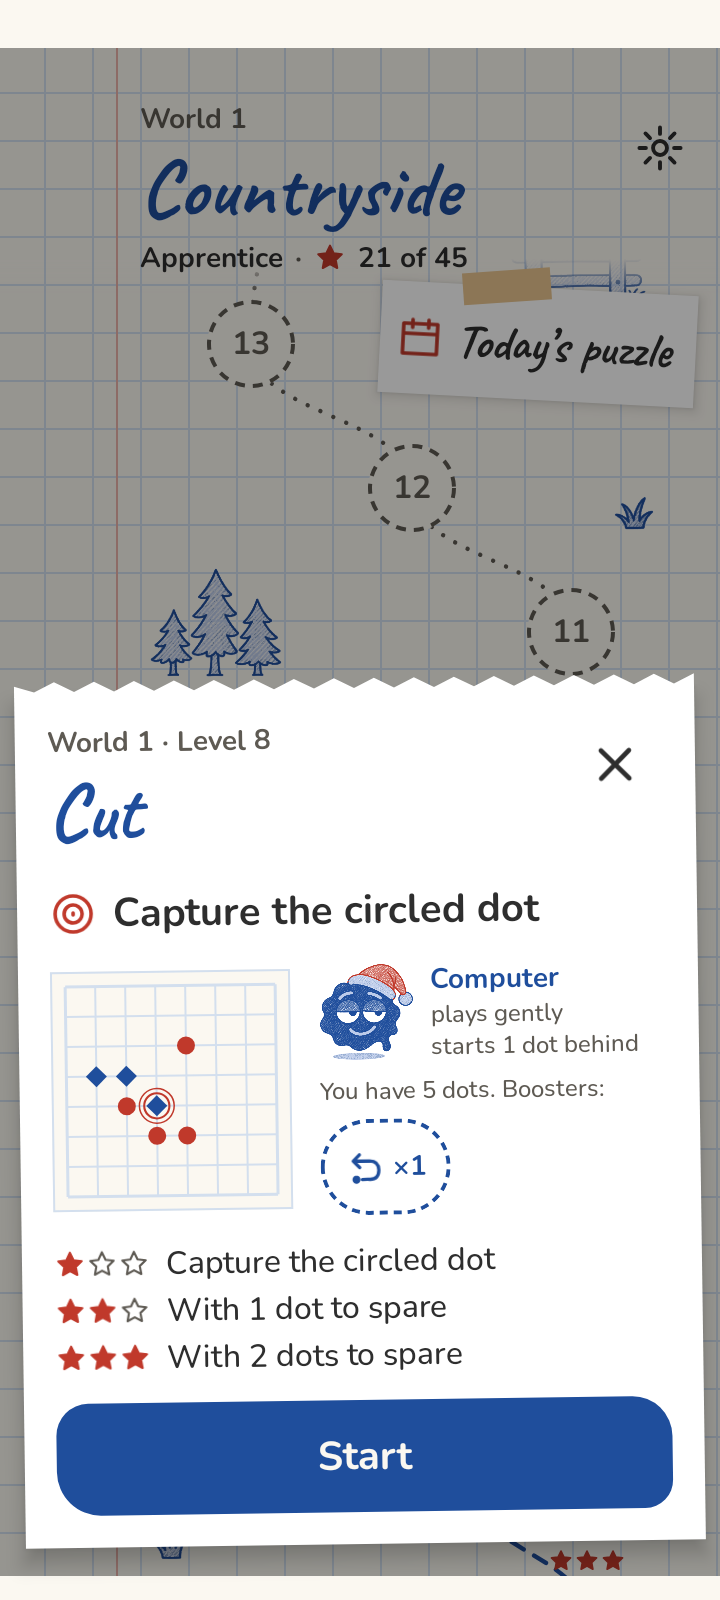 World 1
Countryside
Apprentice · 21 of 45
13
Today's puzzle
12
11
World 1 · Level 8
Cut
Capture the circled dot
Computer
plays gently
starts 1 dot behind
You have 5 dots. Boosters:
×1
Capture the circled dot
With 1 dot to spare
With 2 dots to spare
Start